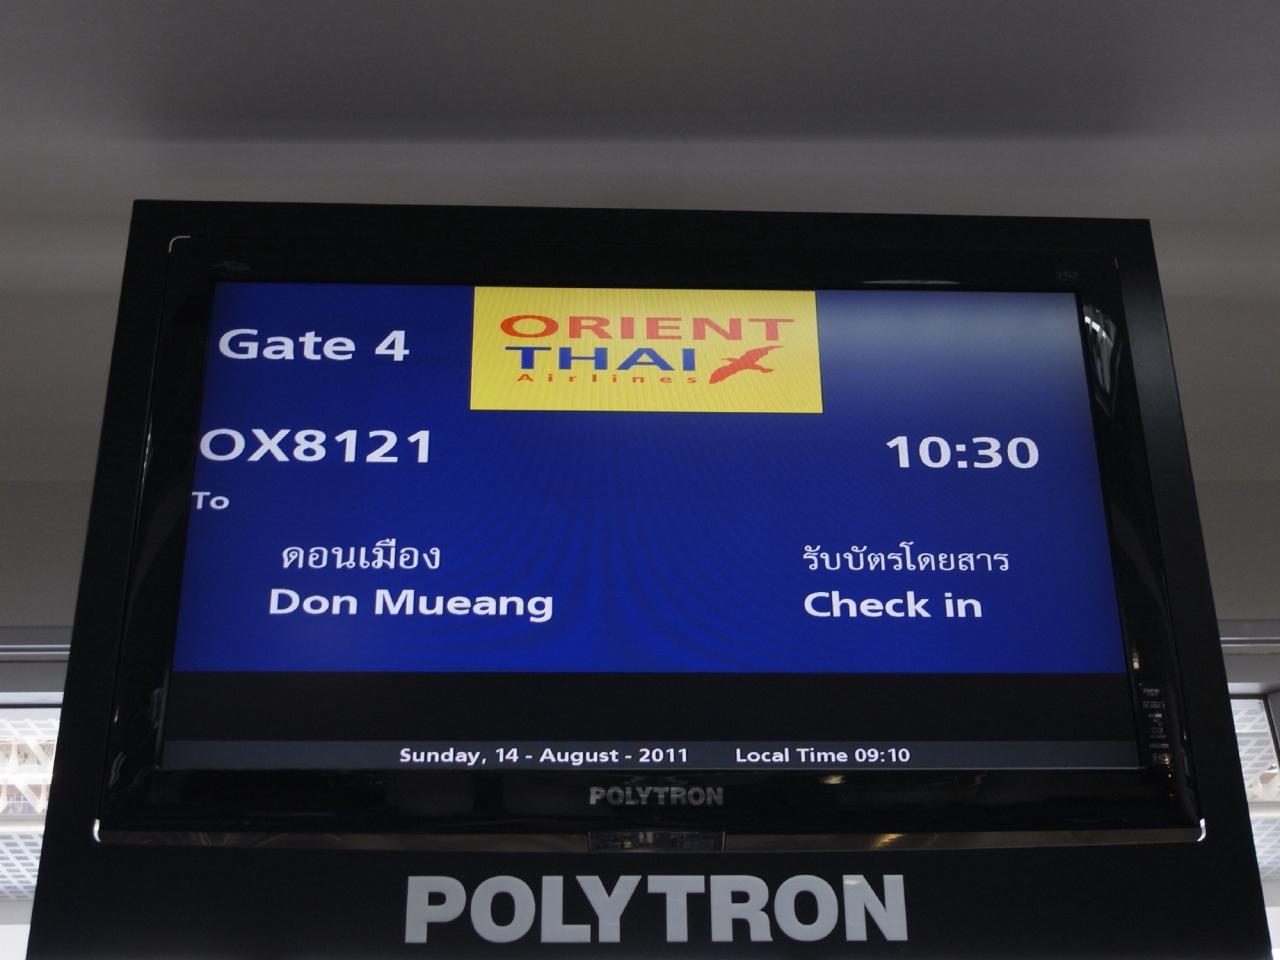 Gate 4
ORIENT
THAI
Airlines
OX8121
10:30
To
ดอนเมือง
รับบัตรโดยสาร
Don Mueang
Check in
Sunday, 14 - August - 2011
Local Time 09:10
POLYTRON
POLYTRON